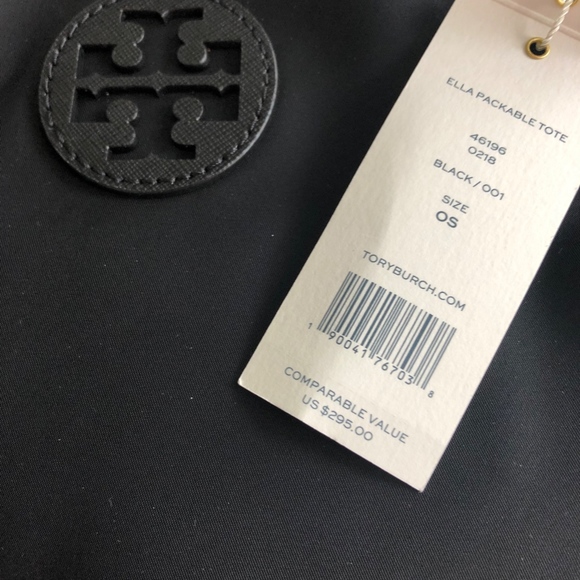 ELLA PACKABLE TOTE
46196
0218
BLACK / 001
SIZE
OS
TORYBURCH.COM
1 90041 76703 8
COMPARABLE VALUE
US $295.00